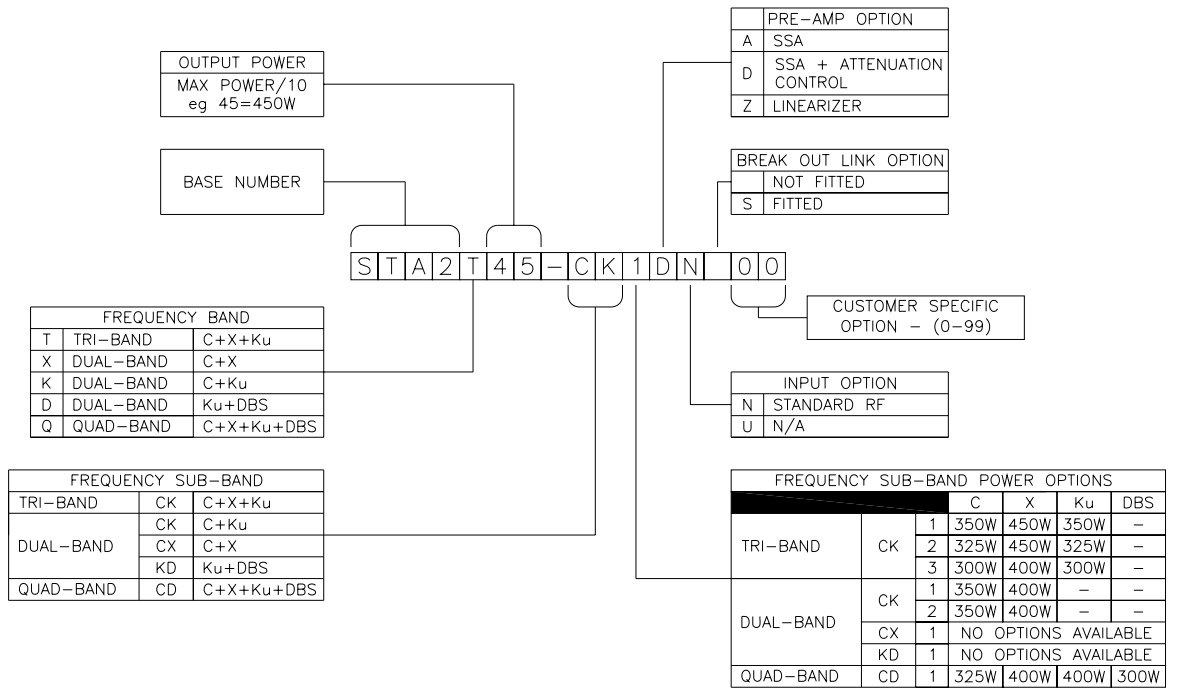 OUTPUT POWER
MAX POWER/10
eg 45=450W
BASE NUMBER
PRE-AMP OPTION
A SSA
D SSA + ATTENUATION CONTROL
Z LINEARIZER
BREAK OUT LINK OPTION
NOT FITTED
S FITTED
STA2T45-CK1DN 00
CUSTOMER SPECIFIC
OPTION - (0-99)
FREQUENCY BAND
T TRI-BAND C+X+Ku
X DUAL-BAND C+X
K DUAL-BAND C+Ku
D DUAL-BAND Ku+DBS
Q QUAD-BAND C+X+Ku+DBS
INPUT OPTION
N STANDARD RF
U N/A
FREQUENCY SUB-BAND
TRI-BAND CK C+X+Ku
DUAL-BAND CK C+Ku
CX C+X
KD Ku+DBS
QUAD-BAND CD C+X+Ku+DBS
FREQUENCY SUB-BAND POWER OPTIONS
C X Ku DBS
TRI-BAND CK 1 350W 450W 350W -
2 325W 450W 325W -
3 300W 400W 300W -
DUAL-BAND CK 1 350W 400W - -
2 350W 400W - -
CX 1 NO OPTIONS AVAILABLE
KD 1 NO OPTIONS AVAILABLE
QUAD-BAND CD 1 325W 400W 400W 300W